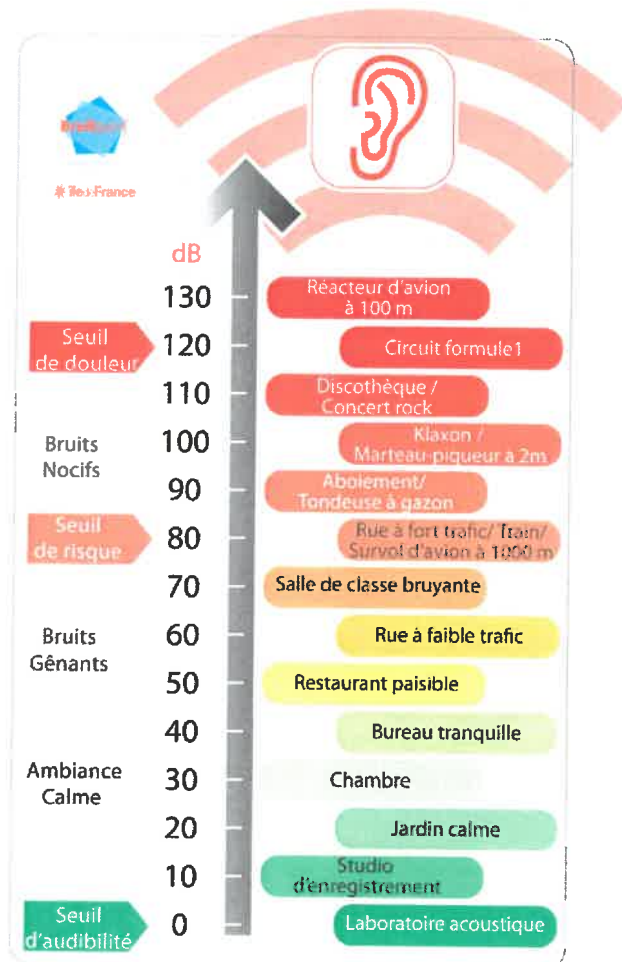 îledeFrance
dB
130
Réacteur d'avion
à 100 m
Seuil
de douleur
120
Circuit formule1
110
Discothèque /
Concert rock
Bruits
Nocifs
100
Klaxon /
Marteau-piqueur à 2m
90
Aboiement/
Tondeuse à gazon
Seuil
de risque
80
Rue à fort trafic/ Train/
Survol d'avion à 1000 m
70
Salle de classe bruyante
Bruits
Gênants
60
Rue à faible trafic
50
Restaurant paisible
40
Bureau tranquille
Ambiance
Calme
30
Chambre
20
Jardin calme
10
Studio
d'enregistrement
Seuil
d'audibilité
0
Laboratoire acoustique